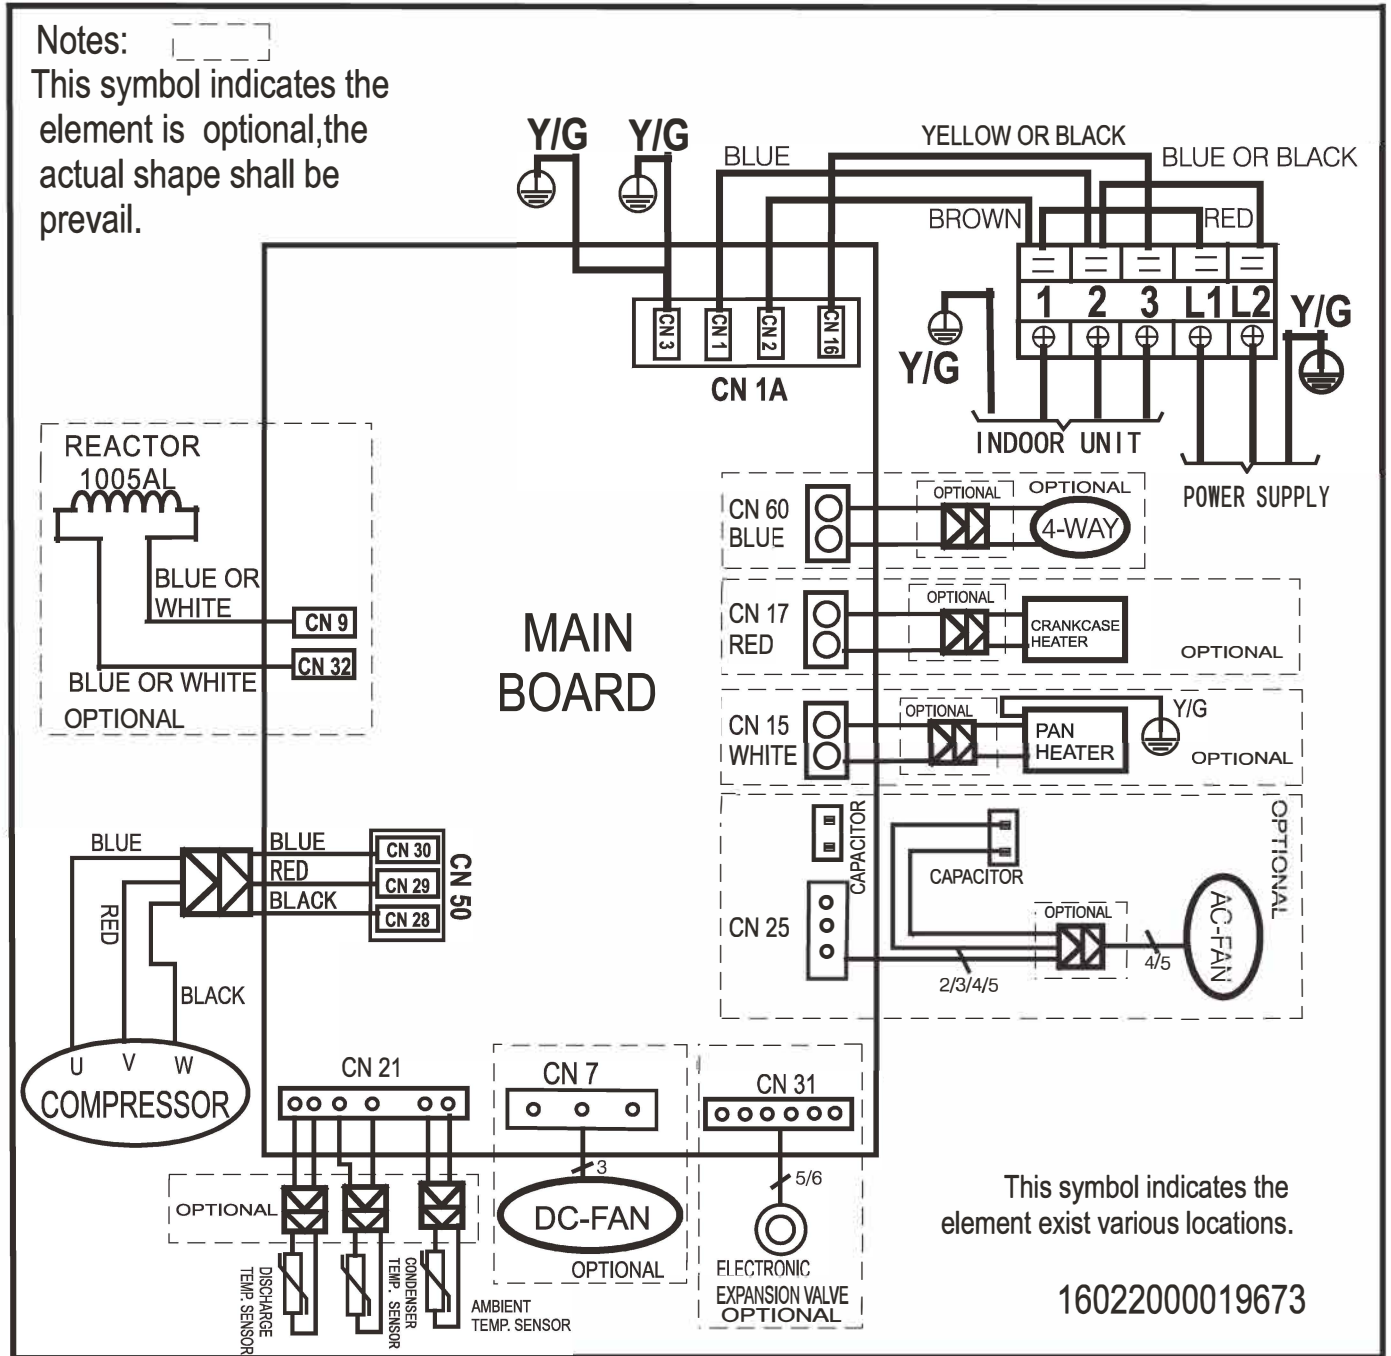 Notes:
This symbol indicates the
element is optional,the
actual shape shall be
prevail.
Y/G
Y/G
BLUE
YELLOW OR BLACK
BLUE OR BLACK
BROWN
RED
1 2 3 L1 L2
Y/G
Y/G
CN 3
CN 1
CN 2
CN 16
CN 1A
INDOOR UNIT
POWER SUPPLY
REACTOR
1005AL
BLUE OR
WHITE
CN 9
CN 32
BLUE OR WHITE
OPTIONAL
MAIN
BOARD
CN 60
BLUE
OPTIONAL
OPTIONAL
4-WAY
CN 17
RED
OPTIONAL
CRANKCASE
HEATER
OPTIONAL
CN 15
WHITE
OPTIONAL
PAN
HEATER
Y/G
OPTIONAL
CAPACITOR
CN 25
CAPACITOR
OPTIONAL
2/3/4/5
4/5
AC-FAN
OPTIONAL
BLUE
RED
BLACK
BLUE
RED
BLACK
CN 30
CN 29
CN 28
CN 50
U V W
COMPRESSOR
CN 21
OPTIONAL
DISCHARGE
TEMP. SENSOR
CONDENSER
TEMP. SENSOR
AMBIENT
TEMP. SENSOR
CN 7
3
DC-FAN
OPTIONAL
CN 31
5/6
ELECTRONIC
EXPANSION VALVE
OPTIONAL
This symbol indicates the
element exist various locations.
16022000019673